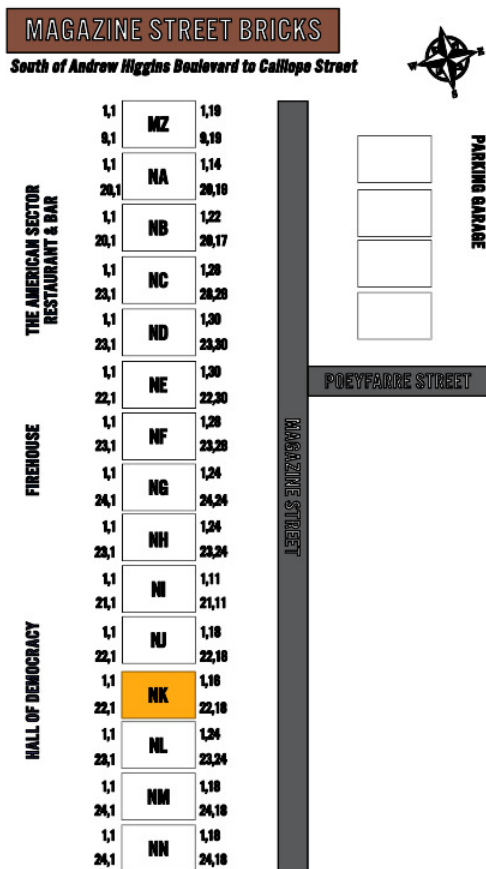 MAGAZINE STREET BRICKS
South of Andrew Higgins Boulevard to Calliope Street
N
E
S
W
1,1 MZ 1,19
9,1 9,19
1,1 NA 1,14
20,1 20,18
1,1 NB 1,22
20,1 20,17
1,1 NC 1,28
23,1 28,28
1,1 ND 1,30
23,1 23,30
1,1 NE 1,30
22,1 22,30
1,1 NF 1,28
23,1 23,28
1,1 NG 1,24
24,1 24,24
1,1 NH 1,24
23,1 23,24
1,1 NI 1,11
21,1 21,11
1,1 NJ 1,18
22,1 22,18
1,1 NK 1,16
22,1 22,18
1,1 NL 1,24
23,1 23,24
1,1 NM 1,18
24,1 24,18
1,1 NN 1,18
24,1 24,18
THE AMERICAN SECTOR
RESTAURANT & BAR
FIREHOUSE
HALL OF DEMOCRACY
MAGAZINE STREET
POEYFARRE STREET
PARKING GARAGE